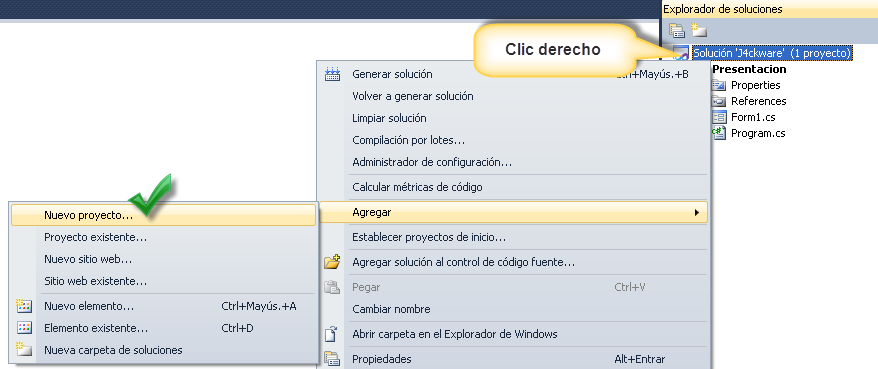 Explorador de soluciones
Clic derecho
Solución 'J4ckware' (1 proyecto)
Presentacion
Properties
References
Form1.cs
Program.cs
Generar solución Ctrl+Mayús.+B
Volver a generar solución
Limpiar solución
Compilación por lotes...
Administrador de configuración...
Calcular métricas de código
Agregar
Establecer proyectos de inicio...
Agregar solución al control de código fuente...
Pegar Ctrl+V
Cambiar nombre
Abrir carpeta en el Explorador de Windows
Propiedades Alt+Entrar
Nuevo proyecto...
Proyecto existente...
Nuevo sitio web...
Sitio web existente...
Nuevo elemento... Ctrl+Mayús.+A
Elemento existente... Ctrl+D
Nueva carpeta de soluciones